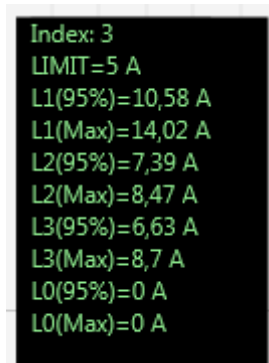 Index: 3
LIMIT=5 A
L1(95%)=10,58 A
L1(Max)=14,02 A
L2(95%)=7,39 A
L2(Max)=8,47 A
L3(95%)=6,63 A
L3(Max)=8,7 A
L0(95%)=0 A
L0(Max)=0 A